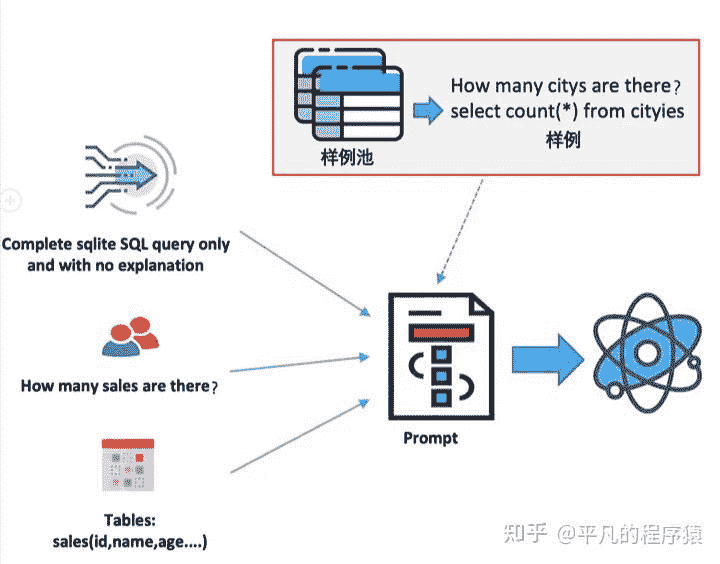 How many citys are there？
select count(*) from cityies
样例池
样例
Complete sqlite SQL query only
and with no explanation
How many sales are there？
Prompt
Tables:
sales(id,name,age....)
知乎 @平凡的程序猿